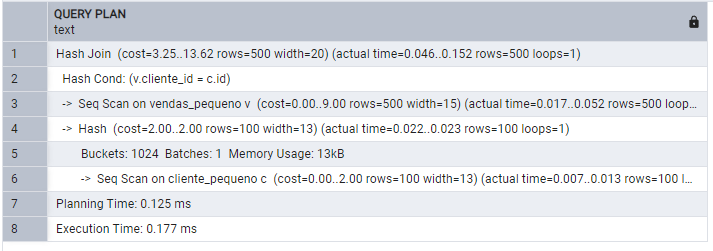 QUERY PLAN
text
1 Hash Join (cost=3.25..13.62 rows=500 width=20) (actual time=0.046..0.152 rows=500 loops=1)
2 Hash Cond: (v.cliente_id = c.id)
3 -> Seq Scan on vendas_pequeno v (cost=0.00..9.00 rows=500 width=15) (actual time=0.017..0.052 rows=500 loop...
4 -> Hash (cost=2.00..2.00 rows=100 width=13) (actual time=0.022..0.023 rows=100 loops=1)
5 Buckets: 1024 Batches: 1 Memory Usage: 13kB
6 -> Seq Scan on cliente_pequeno c (cost=0.00..2.00 rows=100 width=13) (actual time=0.007..0.013 rows=100 l...
7 Planning Time: 0.125 ms
8 Execution Time: 0.177 ms